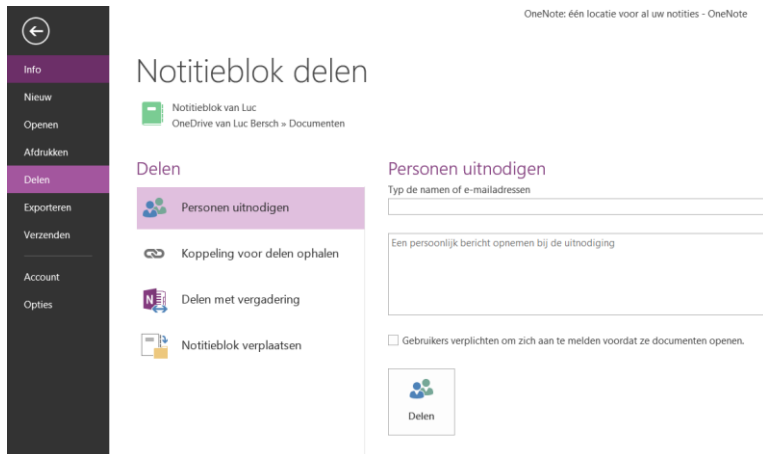 OneNote: één locatie voor al uw notities - OneNote
Info
Nieuw
Openen
Afdrukken
Delen
Exporteren
Verzenden
Account
Opties
Notitieblok delen
Notitieblok van Luc
OneDrive van Luc Bersch » Documenten
Delen
Personen uitnodigen
Koppeling voor delen ophalen
Delen met vergadering
Notitieblok verplaatsen
Personen uitnodigen
Typ de namen of e-mailadressen
Een persoonlijk bericht opnemen bij de uitnodiging
Gebruikers verplichten om zich aan te melden voordat ze documenten openen.
Delen